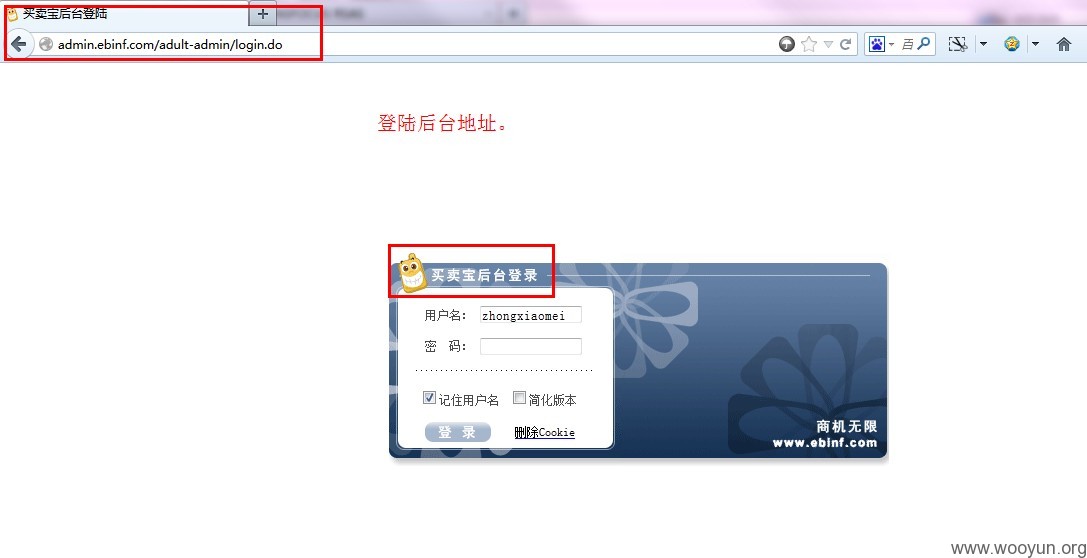 买卖宝后台登陆
admin.ebinf.com/adult-admin/login.do
百
登陆后台地址。
买卖宝后台登录
用户名： zhongxiaomei
密 码：
记住用户名 简化版本
登 录 删除Cookie
商机无限
www.ebinf.com
www.wooyun.org